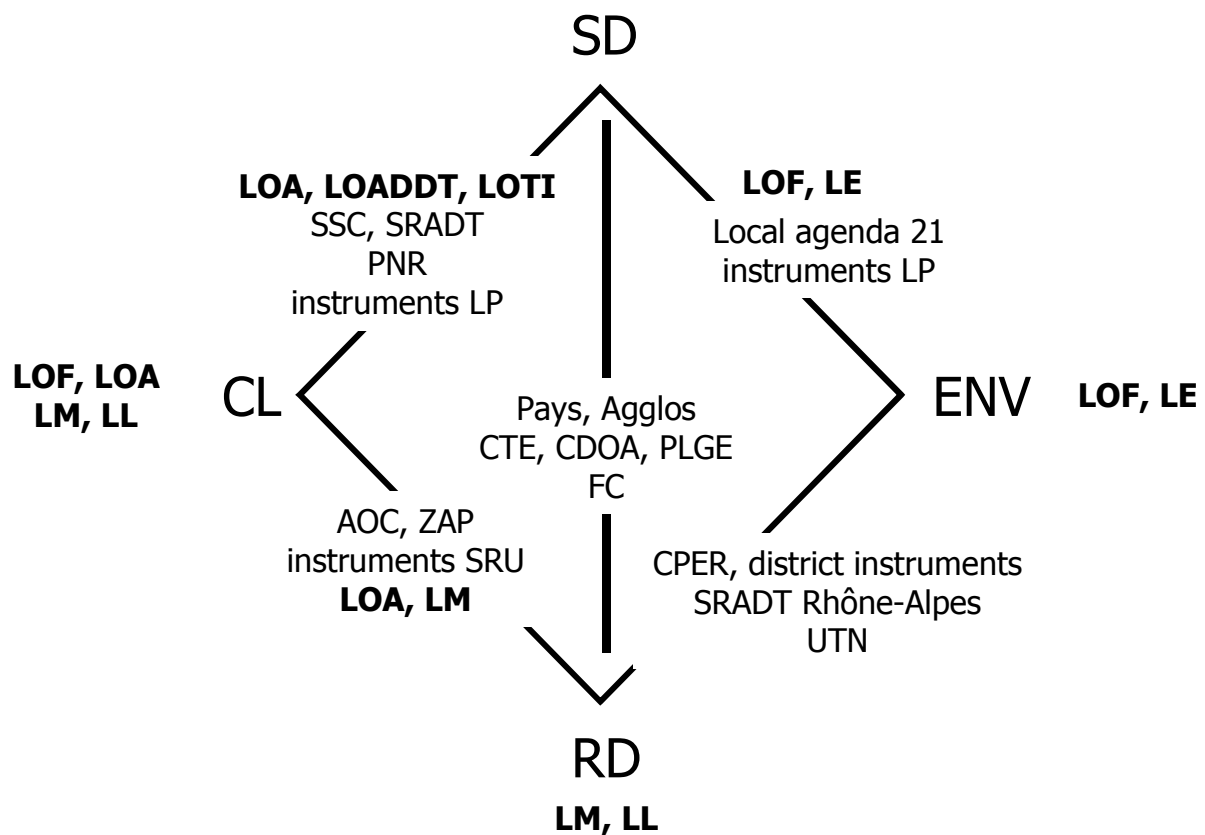 SD
LOA, LOADDT, LOTI
SSC, SRADT
PNR
instruments LP
LOF, LE
Local agenda 21
instruments LP
LOF, LOA
LM, LL
CL
Pays, Agglos
CTE, CDOA, PLGE
FC
ENV
LOF, LE
AOC, ZAP
instruments SRU
LOA, LM
CPER, district instruments
SRADT Rhône-Alpes
UTN
RD
LM, LL